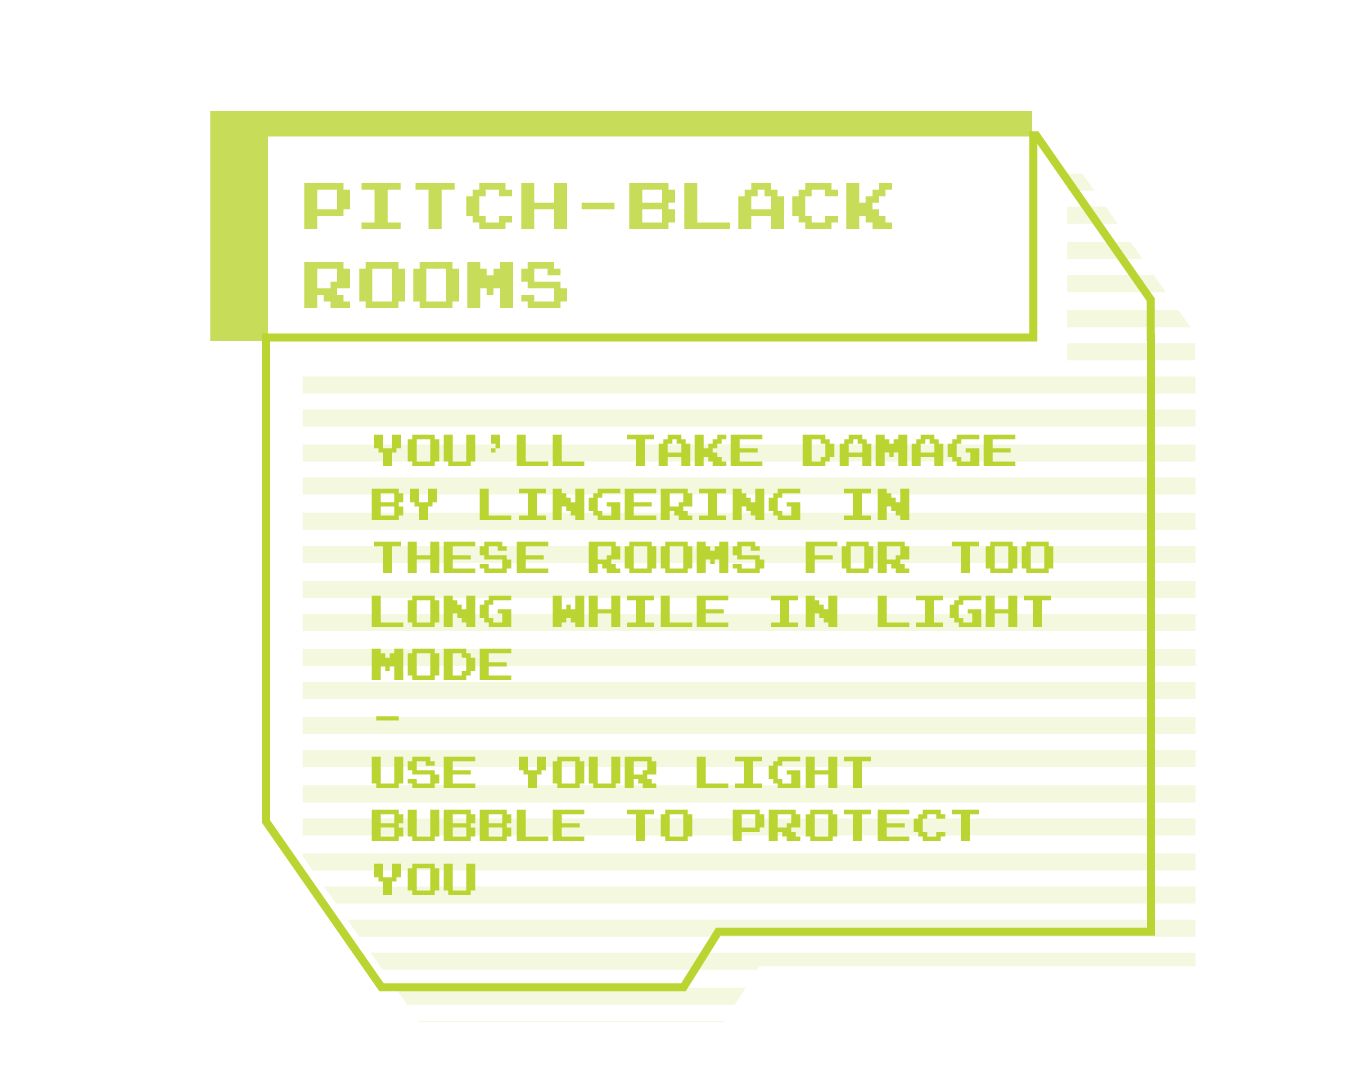 PITCH-BLACK
ROOMS
YOU'LL TAKE DAMAGE
BY LINGERING IN
THESE ROOMS FOR TOO
LONG WHILE IN LIGHT
MODE
-
USE YOUR LIGHT
BUBBLE TO PROTECT
YOU